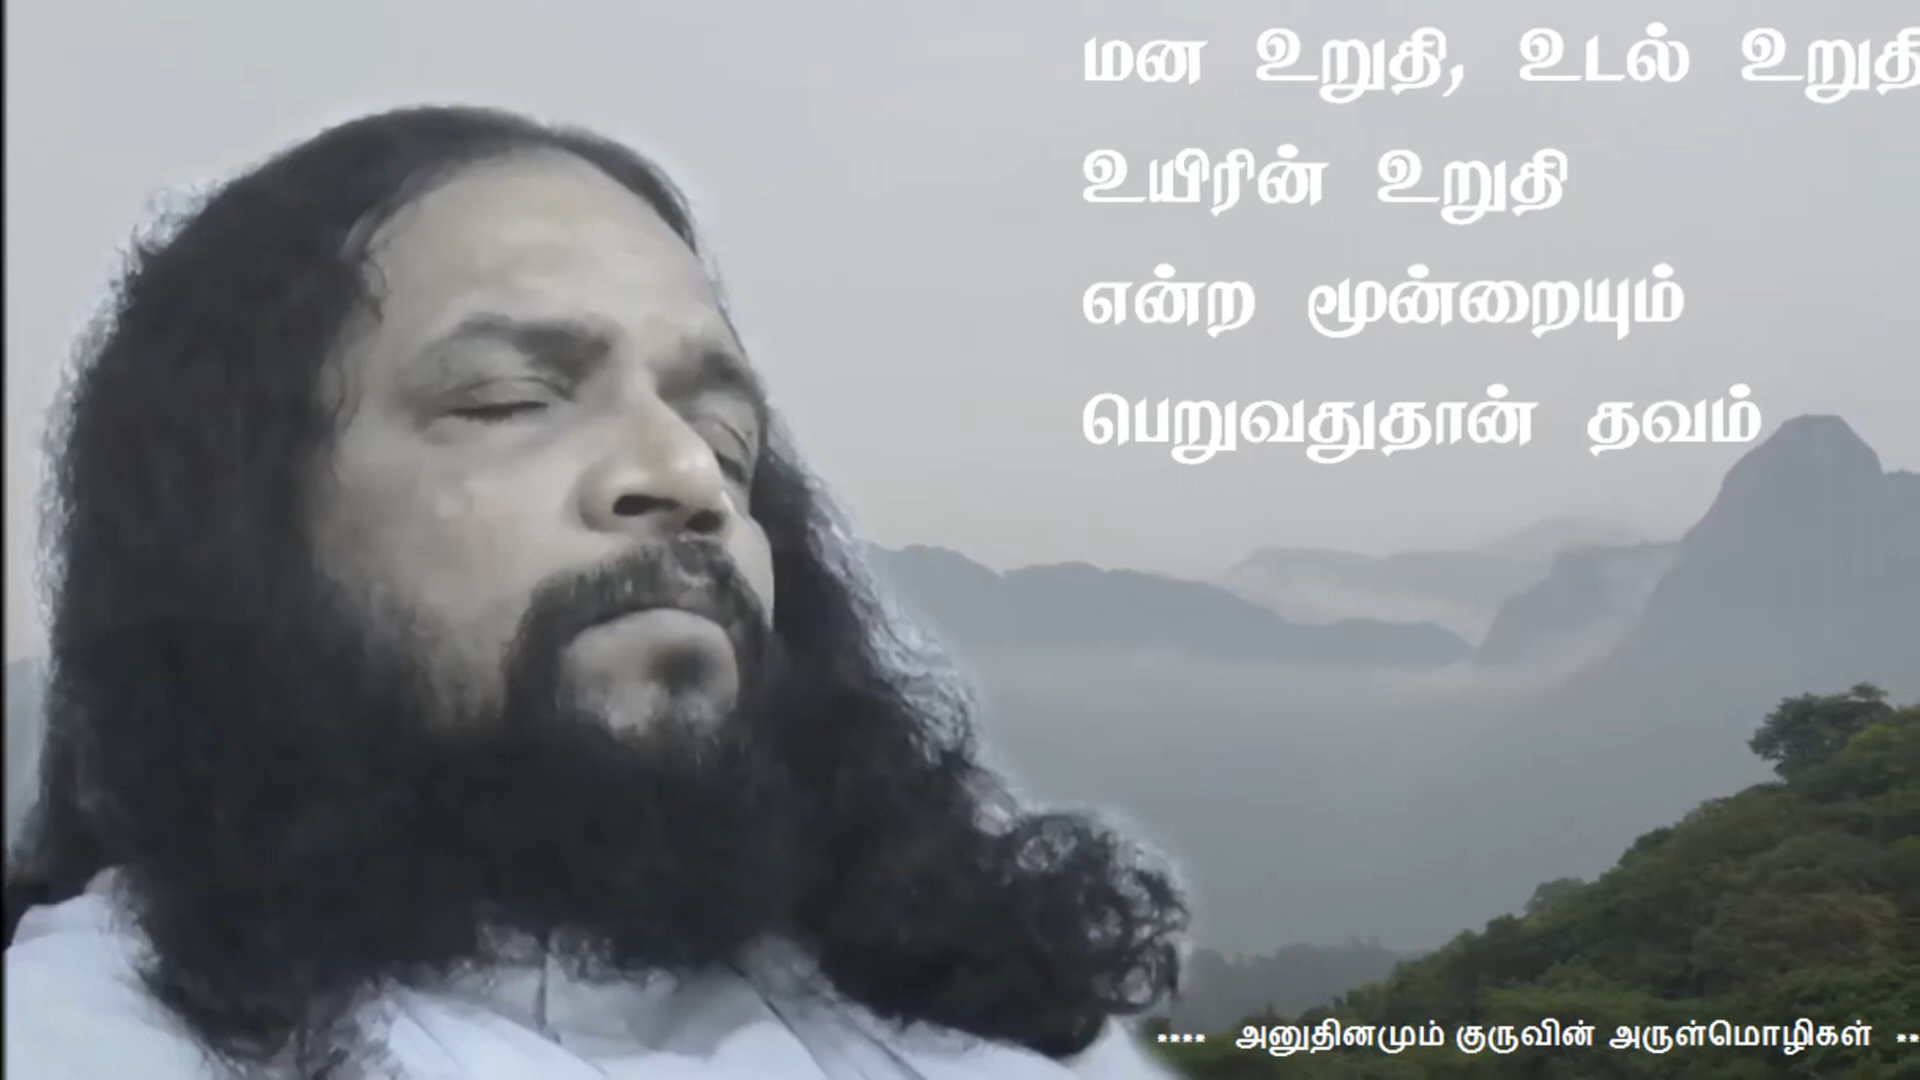 மன உறுதி, உடல் உறுதி
உயிரின் உறுதி
என்ற மூன்றையும்
பெறுவதுதான் தவம்
**** அனுதினமும் குருவின் அருள்மொழிகள் **